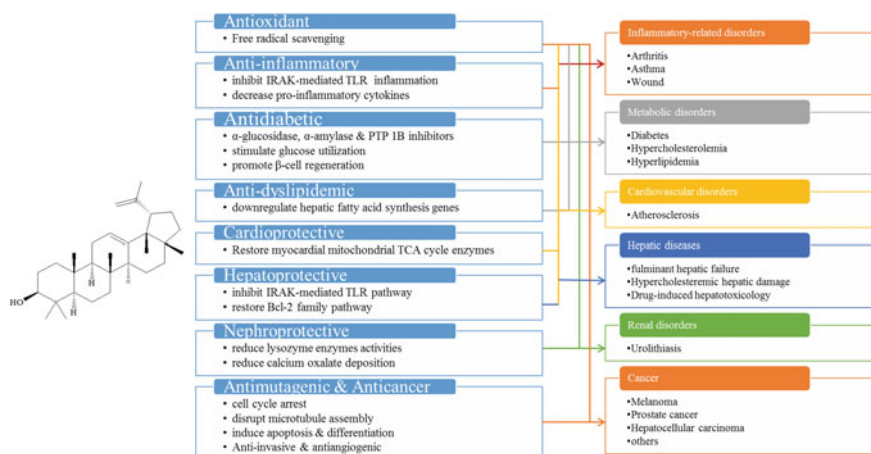 Antioxidant
• Free radical scavenging
Anti-inflammatory
• inhibit IRAK-mediated TLR inflammation
• decrease pro-inflammatory cytokines
Antidiabetic
• α-glucosidase, α-amylase & PTP 1B inhibitors
• stimulate glucose utilization
• promote β-cell regeneration
Anti-dyslipidemic
• downregulate hepatic fatty acid synthesis genes
Cardioprotective
• Restore myocardial mitochondrial TCA cycle enzymes
Hepatoprotective
• inhibit IRAK-mediated TLR pathway
• restore Bcl-2 family pathway
Nephroprotective
• reduce lysozyme enzymes activities
• reduce calcium oxalate deposition
Antimutagenic & Anticancer
• cell cycle arrest
• disrupt microtubule assembly
• induce apoptosis & differentiation
• Anti-invasive & antiangiogenic
Inflammatory-related disorders
•Arthritis
•Asthma
•Wound
Metabolic disorders
•Diabetes
•Hypercholesterolemia
•Hyperlipidemia
Cardiovascular disorders
•Atherosclerosis
Hepatic diseases
•fulminant hepatic failure
•Hypercholesteremic hepatic damage
•Drug-induced hepatotoxicology
Renal disorders
•Urolithiasis
Cancer
•Melanoma
•Prostate cancer
•Hepatocellular carcinoma
•others
HO
H
H
H